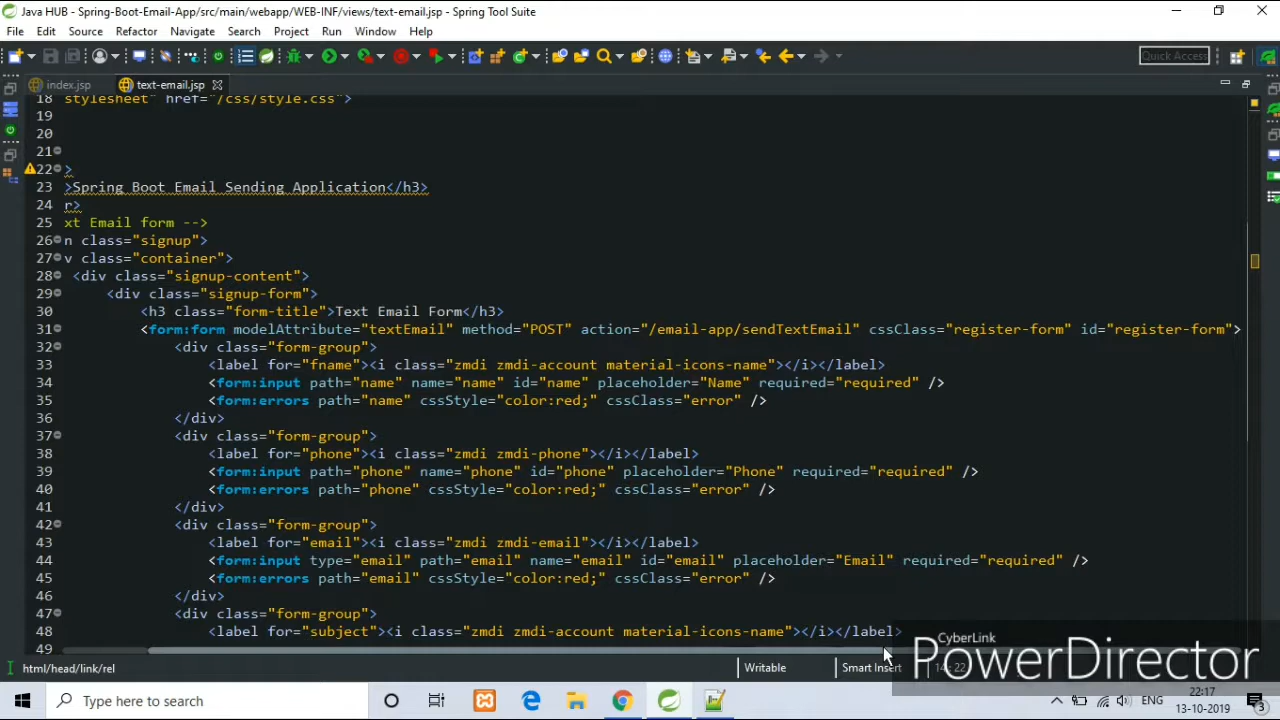 Java HUB - Spring-Boot-Email-App/src/main/webapp/WEB-INF/views/text-email.jsp - Spring Tool Suite
File Edit Source Refactor Navigate Search Project Run Window Help
Quick Access
index.jsp text-email.jsp
18 stylesheet" href="/css/style.css">
19
20
21
22 >
23 >Spring Boot Email Sending Application</h3>
24 r>
25 xt Email form -->
26 n class="signup">
27 v class="container">
28 <div class="signup-content">
29 <div class="signup-form">
30 <h3 class="form-title">Text Email Form</h3>
31 <form:form modelAttribute="textEmail" method="POST" action="/email-app/sendTextEmail" cssClass="register-form" id="register-form">
32 <div class="form-group">
33 <label for="fname"><i class="zmdi zmdi-account material-icons-name"></i></label>
34 <form:input path="name" name="name" id="name" placeholder="Name" required="required" />
35 <form:errors path="name" cssStyle="color:red;" cssClass="error" />
36 </div>
37 <div class="form-group">
38 <label for="phone"><i class="zmdi zmdi-phone"></i></label>
39 <form:input path="phone" name="phone" id="phone" placeholder="Phone" required="required" />
40 <form:errors path="phone" cssStyle="color:red;" cssClass="error" />
41 </div>
42 <div class="form-group">
43 <label for="email"><i class="zmdi zmdi-email"></i></label>
44 <form:input type="email" path="email" name="email" id="email" placeholder="Email" required="required" />
45 <form:errors path="email" cssStyle="color:red;" cssClass="error" />
46 </div>
47 <div class="form-group">
48 <label for="subject"><i class="zmdi zmdi-account material-icons-name"></i></label>
49
CyberLink
PowerDirector
html/head/link/rel Writable Smart Insert
Type here to search
ENG 22:17
13-10-2019
3